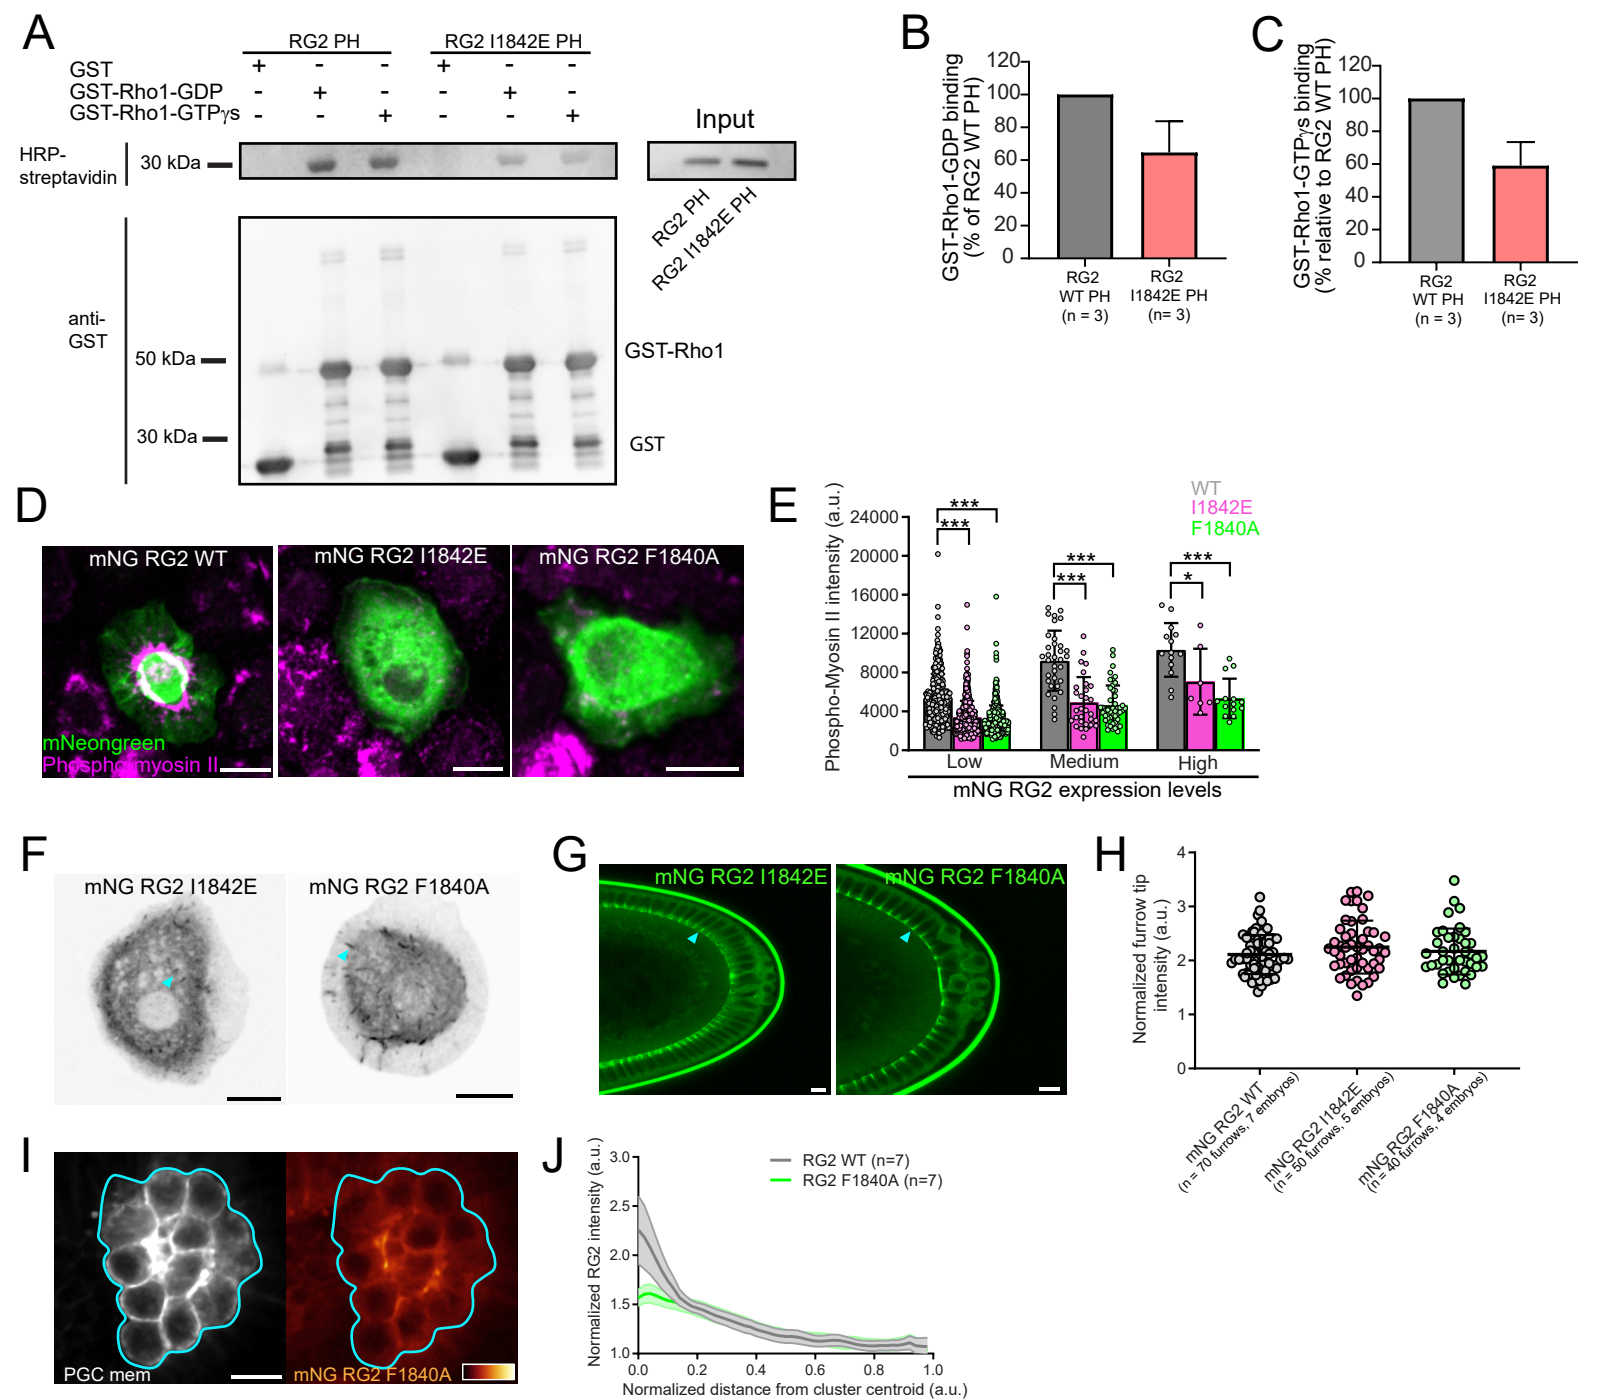 A
RG2 PH
RG2 I1842E PH
GST + - - + - -
GST-Rho1-GDP - + - - + -
GST-Rho1-GTPγs - - + - - +
HRP-
streptavidin
30 kDa
Input
RG2 PH
RG2 I1842E PH
anti-
GST
50 kDa
30 kDa
GST-Rho1
GST
B
GST-Rho1-GDP binding
(% of RG2 WT PH)
120
100
80
60
40
20
0
RG2
WT PH
(n = 3)
RG2
I1842E PH
(n= 3)
C
GST-Rho1-GTPγs binding
(% relative to RG2 WT PH)
120
100
80
60
40
20
0
RG2
WT PH
(n = 3)
RG2
I1842E PH
(n= 3)
D
mNG RG2 WT
mNG RG2 I1842E
mNG RG2 F1840A
mNeongreen
Phospho-myosin II
E
Phospho-Myosin II intensity (a.u.)
24000
20000
16000
12000
8000
4000
0
WT
I1842E
F1840A
***
***
***
***
***
*
Low
Medium
High
mNG RG2 expression levels
F
mNG RG2 I1842E
mNG RG2 F1840A
G
mNG RG2 I1842E
mNG RG2 F1840A
H
Normalized furrow tip
intensity (a.u.)
4
3
2
1
0
mNG RG2 WT
(n = 70 furrows, 7 embryos)
mNG RG2 I1842E
(n = 50 furrows, 5 embryos)
mNG RG2 F1840A
(n = 40 furrows, 4 embryos)
I
PGC mem
mNG RG2 F1840A
J
Normalized RG2 intensity (a.u.)
3.0
2.5
2.0
1.5
1.0
RG2 WT (n=7)
RG2 F1840A (n=7)
0.0
0.2
0.4
0.6
0.8
1.0
Normalized distance from cluster centroid (a.u.)